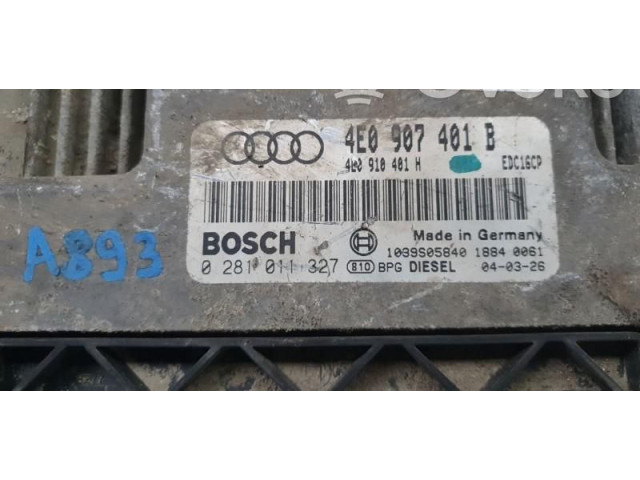 4E0 907 401 B
4E0 910 401 H EDC16CP
BOSCH Made in Germany
1039S05840 1884 0061
0 281 011 327 810 BPG DIESEL 04-03-26
A893